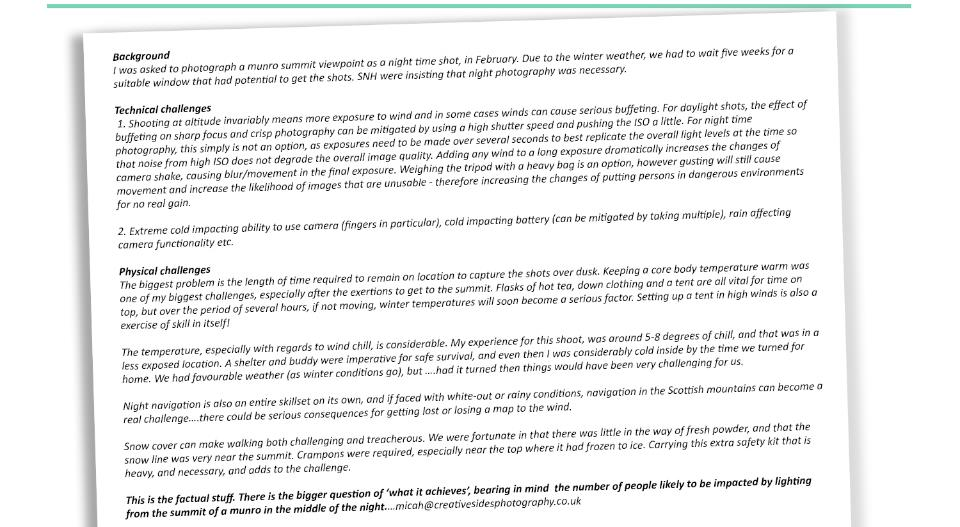 Background
I was asked to photograph a munro summit viewpoint as a night time shot, in February. Due to the winter weather, we had to wait five weeks for a
suitable window that had potential to get the shots. SNH were insisting that night photography was necessary.
Technical challenges
1. Shooting at altitude invariably means more exposure to wind and in some cases winds can cause serious buffeting. For daylight shots, the effect of
buffeting on sharp focus and crisp photography can be mitigated by using a high shutter speed and pushing the ISO a little. For night time
photography, this simply is not an option, as exposures need to be made over several seconds to best replicate the overall light levels at the time so
that noise from high ISO does not degrade the overall image quality. Adding any wind to a long exposure dramatically increases the changes of
camera shake, causing blur/movement in the final exposure. Weighing the tripod with a heavy bag is an option, however gusting will still cause
movement and increase the likelihood of images that are unusable - therefore increasing the changes of putting persons in dangerous environments
for no real gain.
2. Extreme cold impacting ability to use camera (fingers in particular), cold impacting battery (can be mitigated by taking multiple), rain affecting
camera functionality etc.
Physical challenges
The biggest problem is the length of time required to remain on location to capture the shots over dusk. Keeping a core body temperature warm was
one of my biggest challenges, especially after the exertions to get to the summit. Flasks of hot tea, down clothing and a tent are all vital for time on
top, but over the period of several hours, if not moving, winter temperatures will soon become a serious factor. Setting up a tent in high winds is also a
exercise of skill in itself!
The temperature, especially with regards to wind chill, is considerable. My experience for this shoot, was around 5-8 degrees of chill, and that was in a
less exposed location. A shelter and buddy were imperative for safe survival, and even then I was considerably cold inside by the time we turned for
home. We had favourable weather (as winter conditions go), but ....had it turned then things would have been very challenging for us.
Night navigation is also an entire skillset on its own, and if faced with white-out or rainy conditions, navigation in the Scottish mountains can become a
real challenge....there could be serious consequences for getting lost or losing a map to the wind.
Snow cover can make walking both challenging and treacherous. We were fortunate in that there was little in the way of fresh powder, and that the
snow line was very near the summit. Crampons were required, especially near the top where it had frozen to ice. Carrying this extra safety kit that is
heavy, and necessary, and adds to the challenge.
This is the factual stuff. There is the bigger question of ‘what it achieves’, bearing in mind the number of people likely to be impacted by lighting
from the summit of a munro in the middle of the night....micah@creativesidesphotography.co.uk